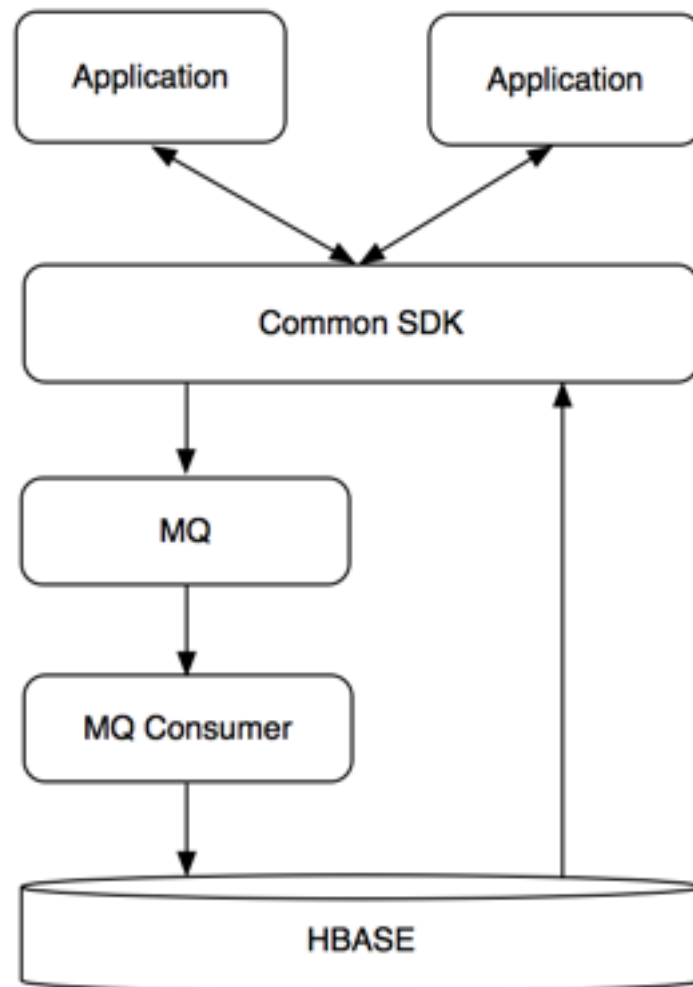 Application
Application
Common SDK
MQ
MQ Consumer
HBASE